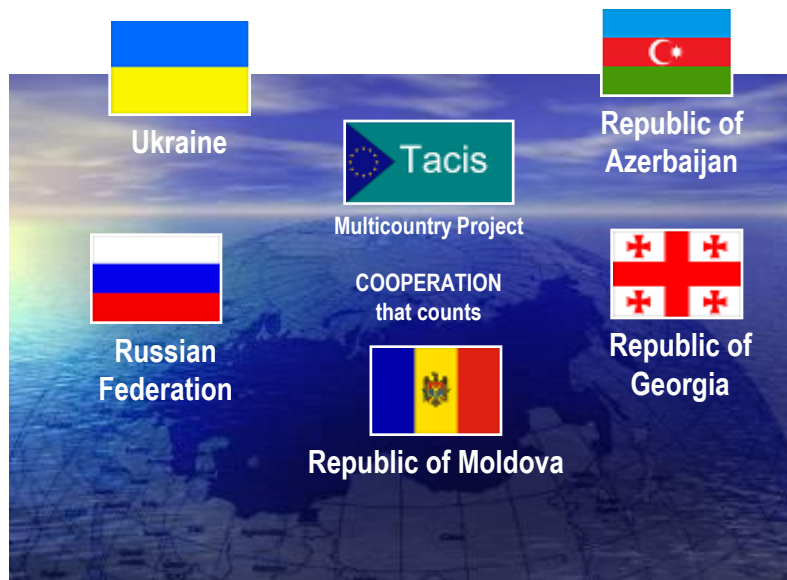 Ukraine
Republic of
Azerbaijan
Tacis
Multicountry Project
COOPERATION
that counts
Russian
Federation
Republic of
Georgia
Republic of Moldova